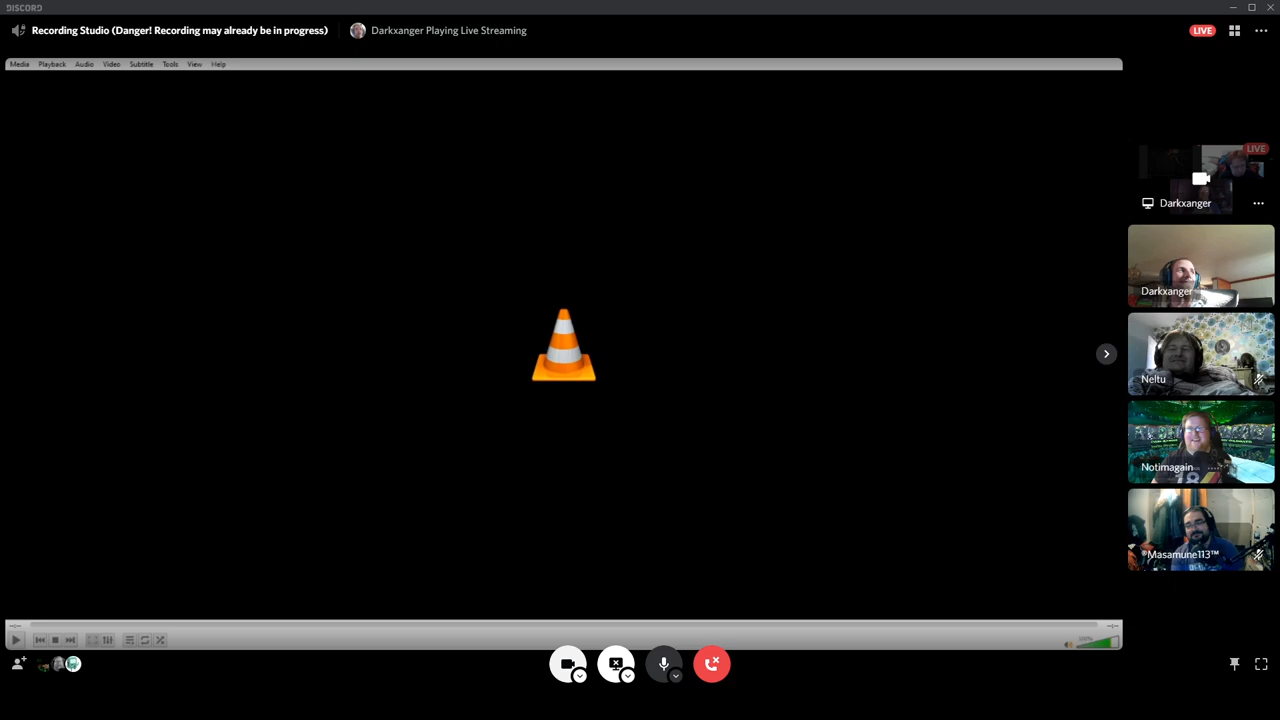 DISCORD
Recording Studio (Danger! Recording may already be in progress)
Darkxanger Playing Live Streaming
LIVE
Media Playback Audio Video Subtitle Tools View Help
LIVE
Darkxanger
Darkxanger
Neltu
Notimagain
18
®Masamune113™
--:--
--:--